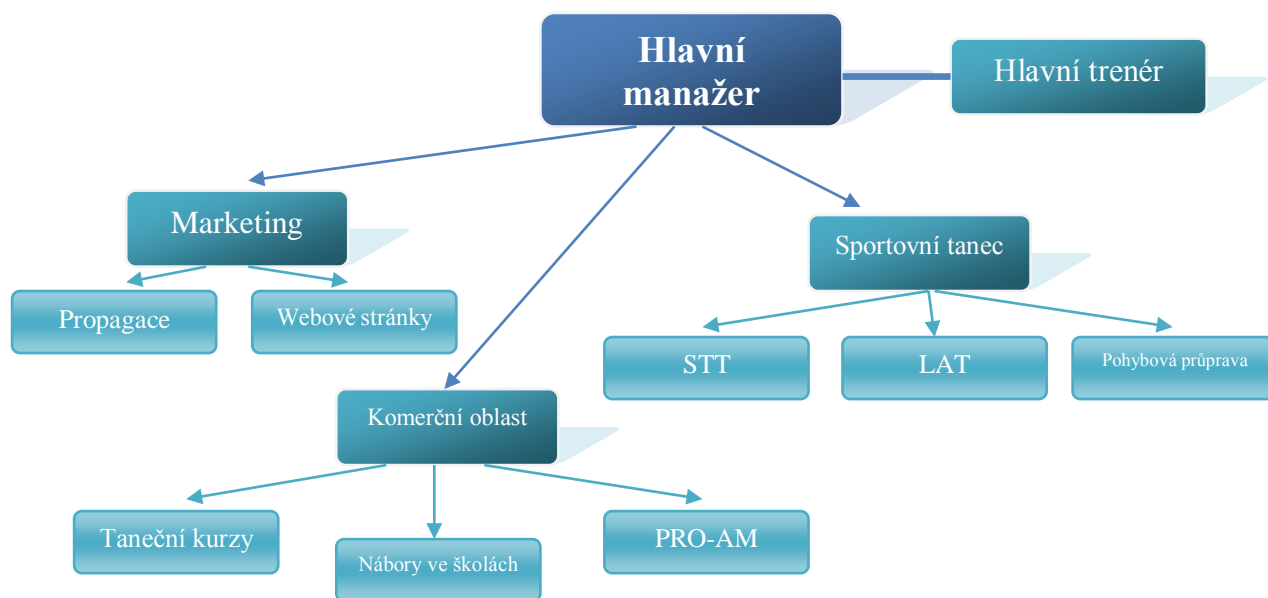 Hlavní
manažer
Hlavní trenér
Marketing
Sportovní tanec
Propagace
Webové stránky
STT
LAT
Pohybová průprava
Komerční oblast
Taneční kurzy
Nábory ve školách
PRO-AM